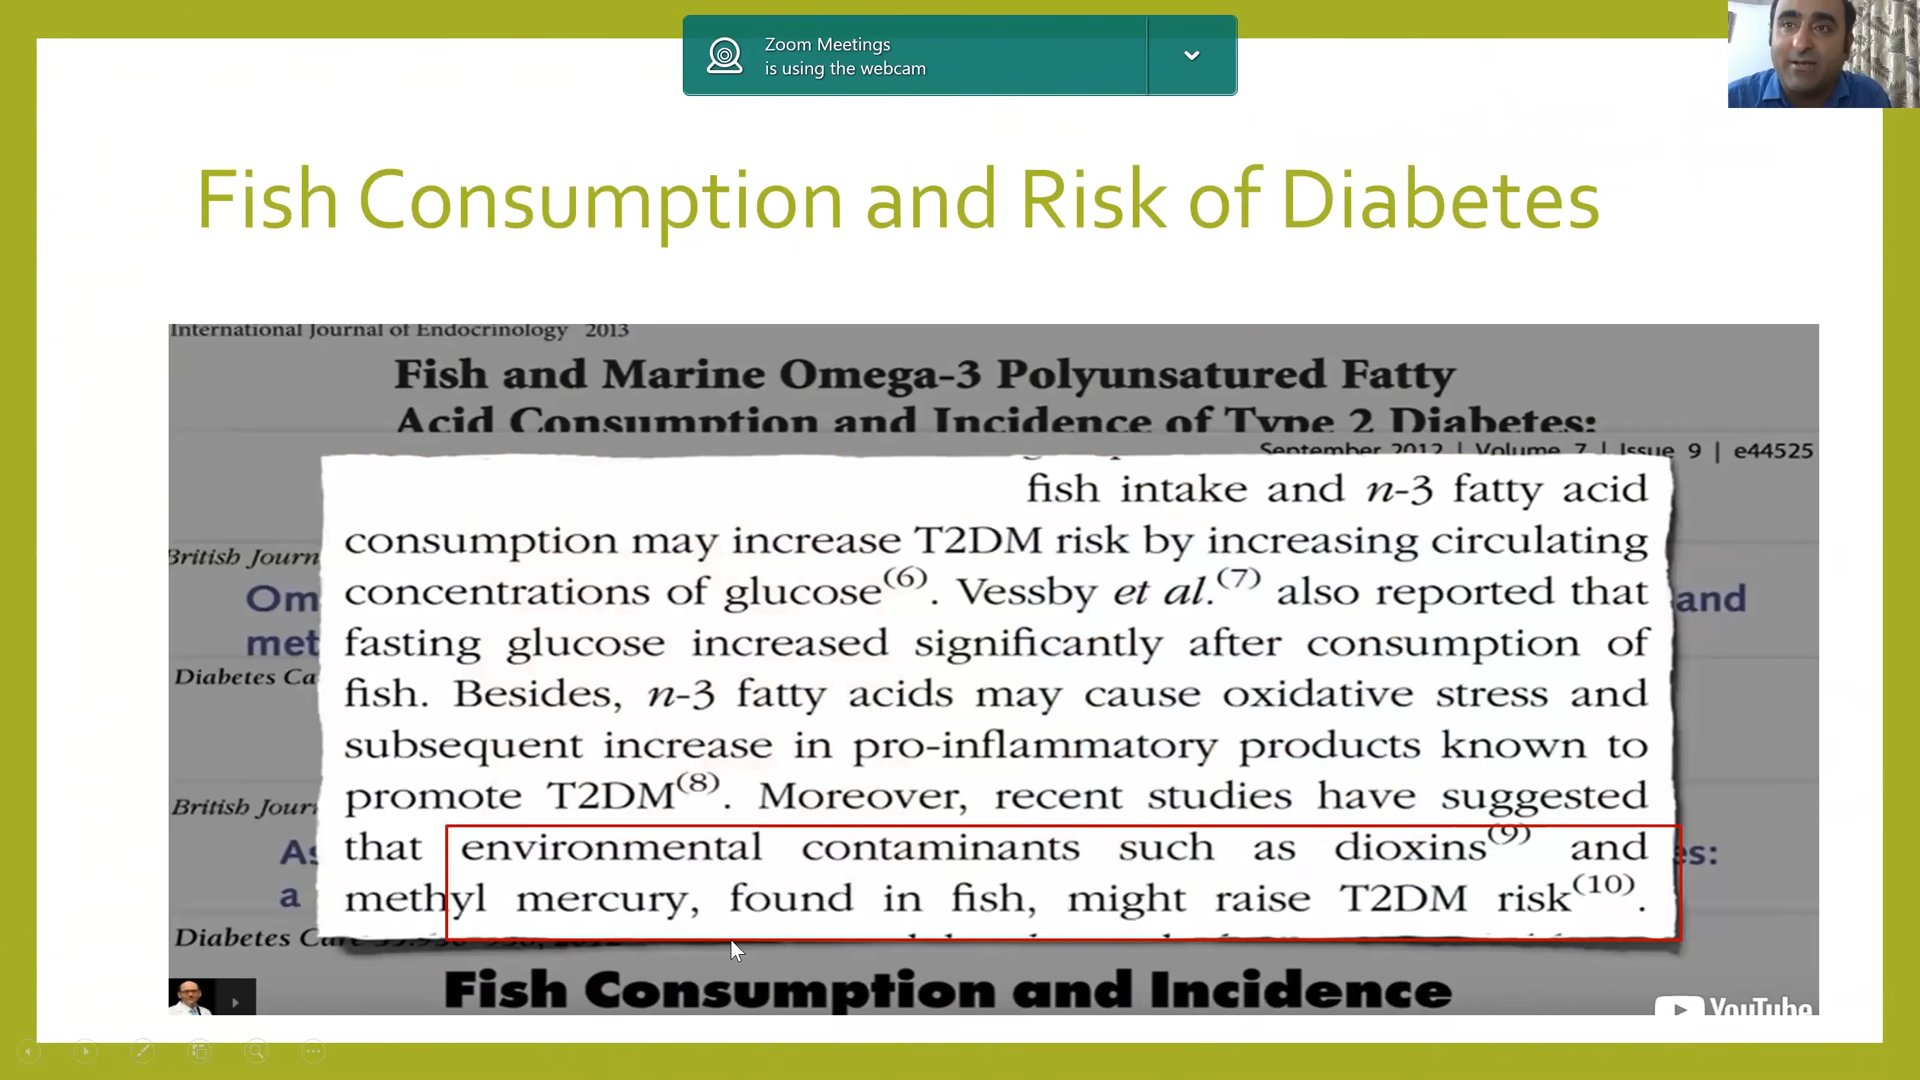 Zoom Meetings
is using the webcam
Fish Consumption and Risk of Diabetes
International Journal of Endocrinology 2013
Fish and Marine Omega-3 Polyunsaturated Fatty
Acid Consumption and Incidence of Type 2 Diabetes:
September 2012 | Volume 7 | Issue 9 | e44525
fish intake and n-3 fatty acid
consumption may increase T2DM risk by increasing circulating
concentrations of glucose(6). Vessby et al.(7) also reported that
fasting glucose increased significantly after consumption of
fish. Besides, n-3 fatty acids may cause oxidative stress and
subsequent increase in pro-inflammatory products known to
promote T2DM(8). Moreover, recent studies have suggested
that environmental contaminants such as dioxins(9) and
methyl mercury, found in fish, might raise T2DM risk(10).
British Journ
Om
and
met
Diabetes Ca
British Journ
As
es:
a
Diabetes C
Fish Consumption and Incidence
YouTube